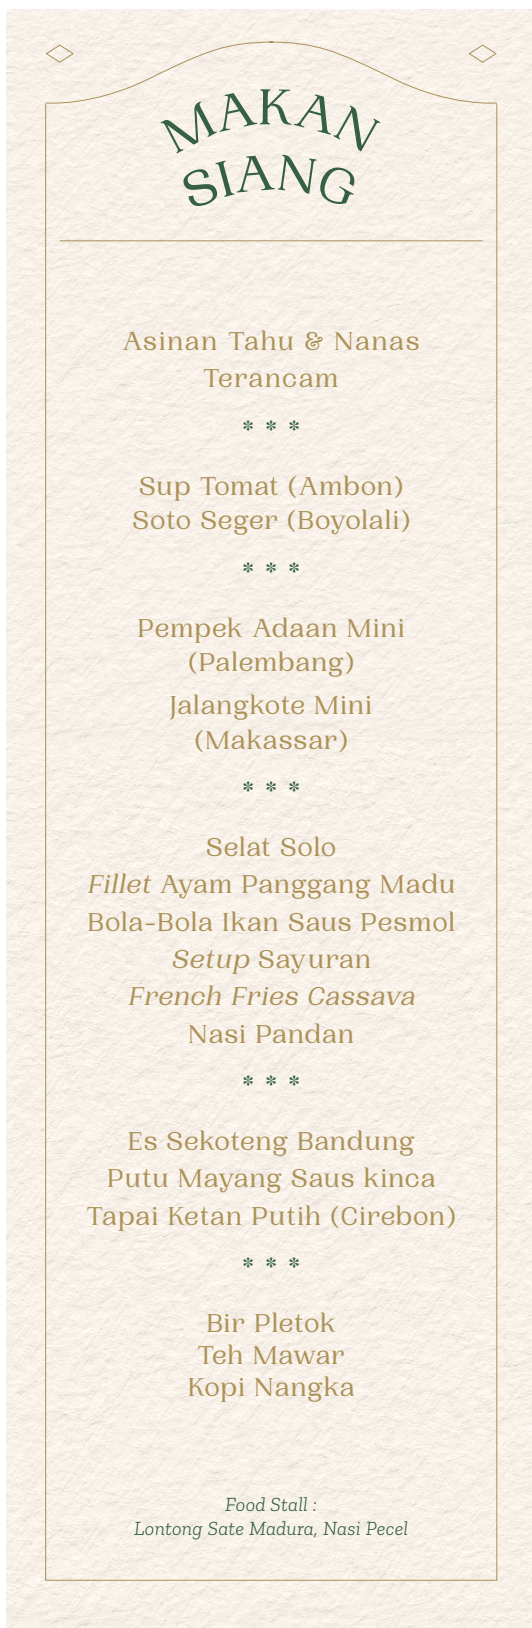 MAKAN
SIANG
Asinan Tahu & Nanas
Terancam
* * *
Sup Tomat (Ambon)
Soto Seger (Boyolali)
* * *
Pempek Adaan Mini
(Palembang)
Jalangkote Mini
(Makassar)
* * *
Selat Solo
Fillet Ayam Panggang Madu
Bola-Bola Ikan Saus Pesmol
Setup Sayuran
French Fries Cassava
Nasi Pandan
* * *
Es Sekoteng Bandung
Putu Mayang Saus kinca
Tapai Ketan Putih (Cirebon)
* * *
Bir Pletok
Teh Mawar
Kopi Nangka
Food Stall :
Lontong Sate Madura, Nasi Pecel